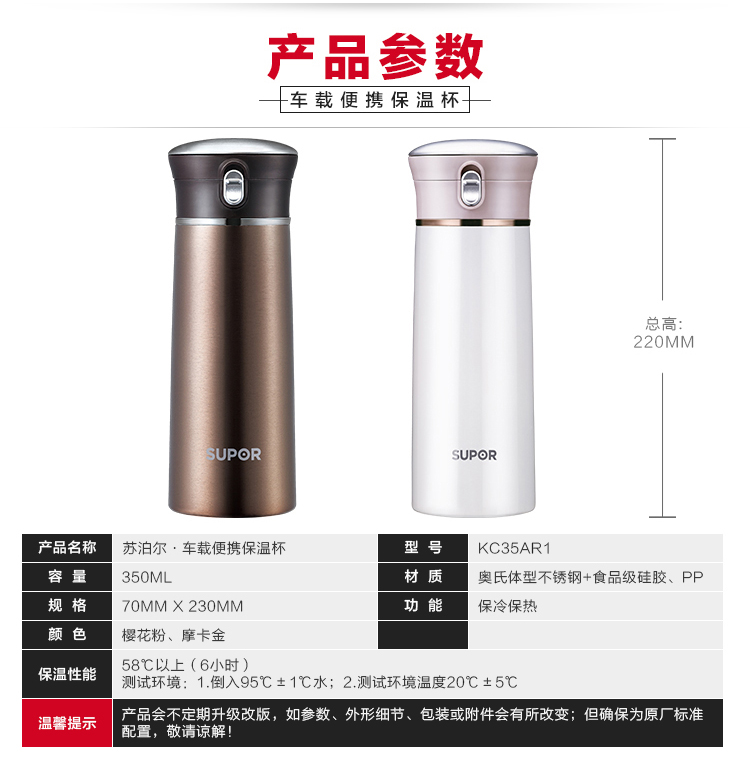 产品参数
车载便携保温杯
总高:
220MM
SUPOR
SUPOR
产品名称 苏泊尔·车载便携保温杯 型号 KC35AR1
容量 350ML 材质 奥氏体型不锈钢+食品级硅胶、PP
规格 70MM X 230MM 功能 保冷保热
颜色 樱花粉、摩卡金
保温性能 58℃以上（6小时）
测试环境：1.倒入95℃±1℃水；2.测试环境温度20℃±5℃
温馨提示 产品会不定期升级改版，如参数、外形细节、包装或附件会有所改变；但确保为原厂标准
配置，敬请谅解！